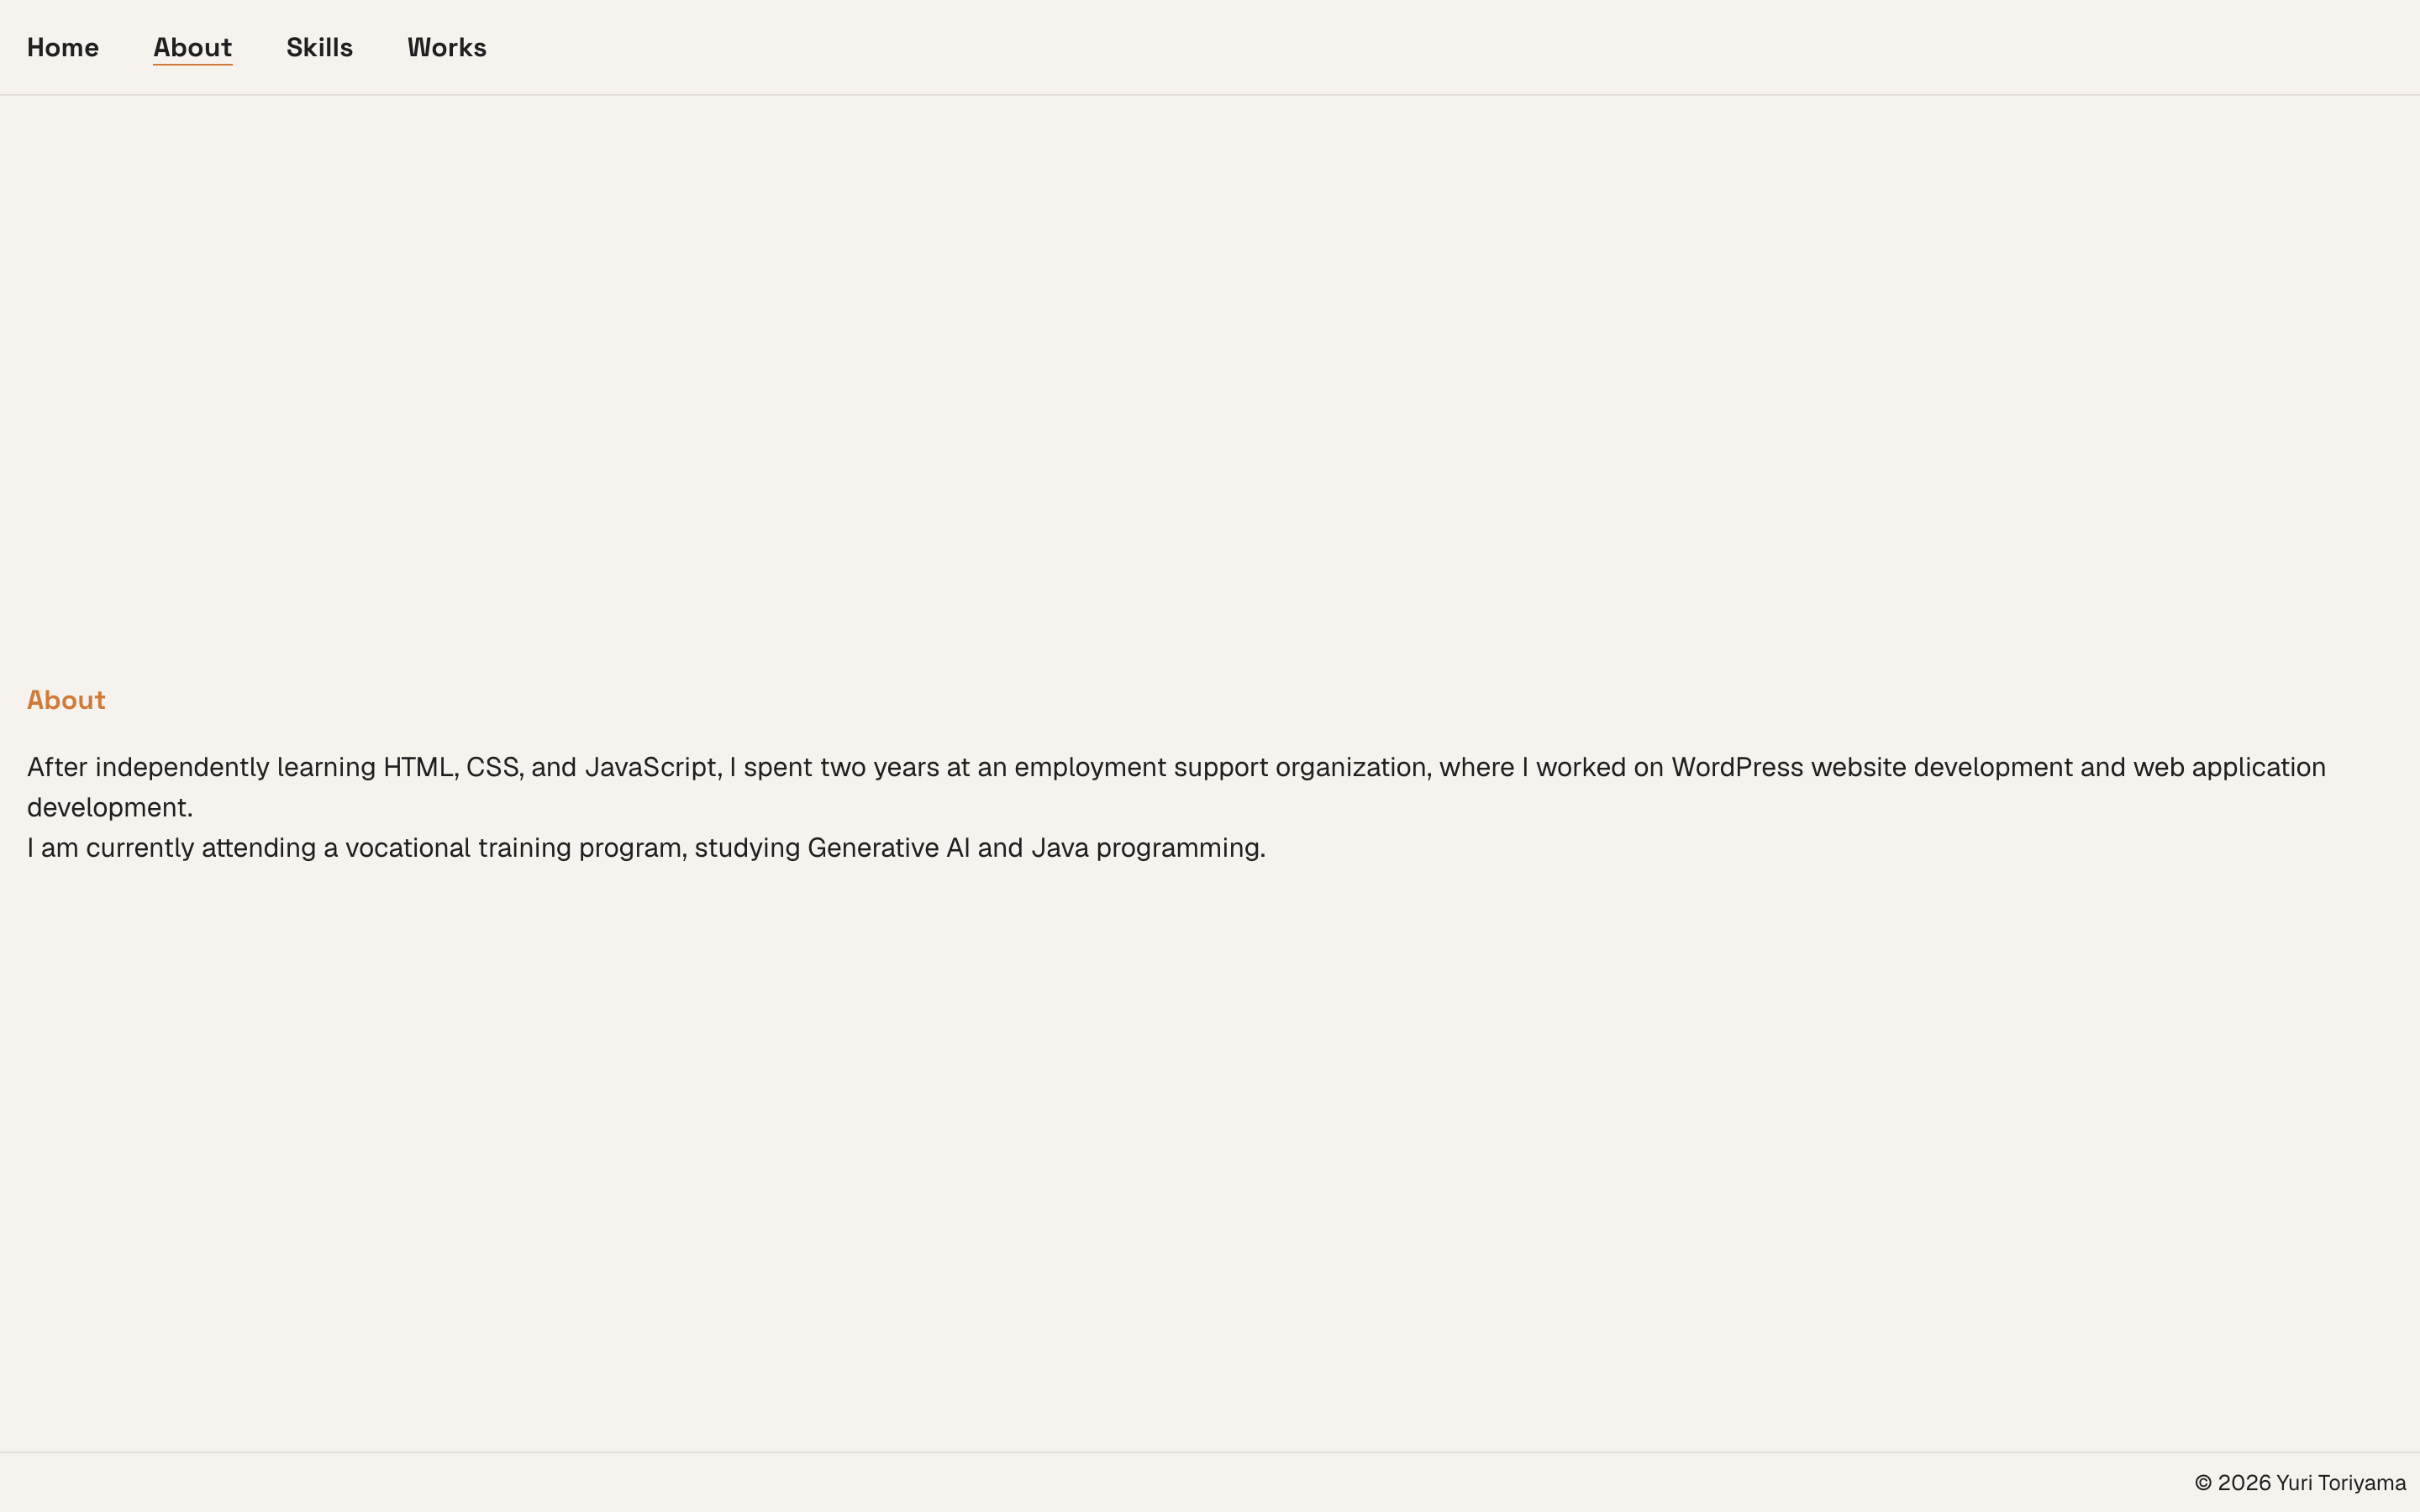 Home About Skills Works
About
After independently learning HTML, CSS, and JavaScript, I spent two years at an employment support organization, where I worked on WordPress website development and web application
development.
I am currently attending a vocational training program, studying Generative AI and Java programming.
© 2026 Yuri Toriyama